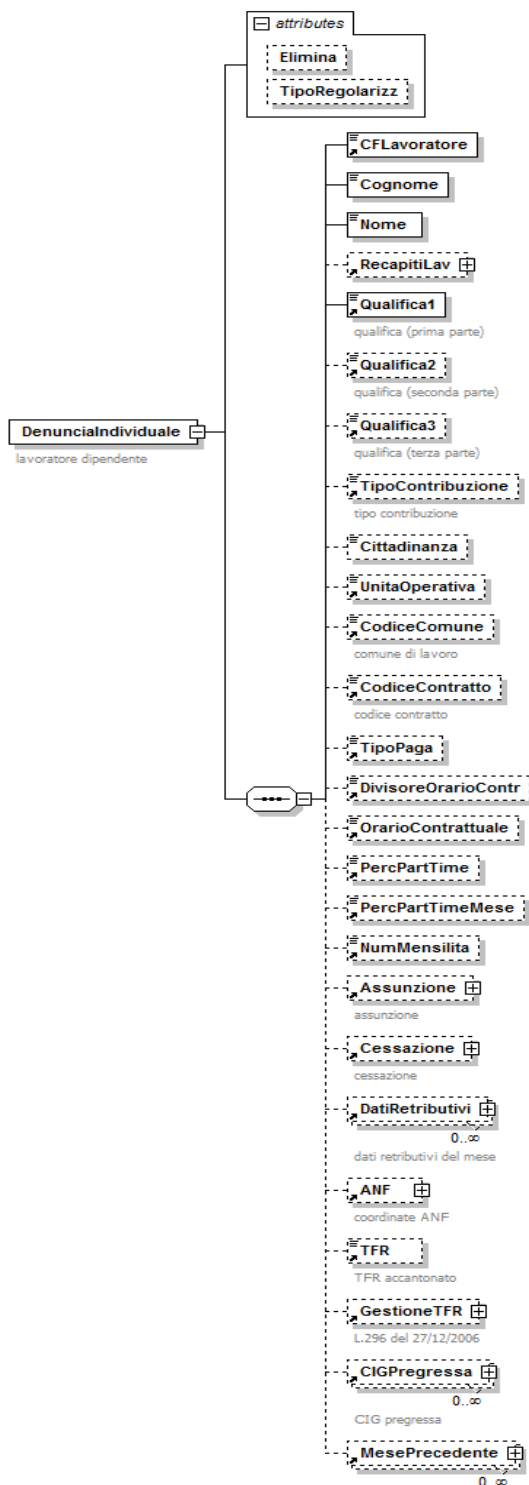 attributes
Elimina
TipoRegolarizz
CFLavoratore
Cognome
Nome
RecapitiLav
Qualifica1
qualifica (prima parte)
Qualifica2
qualifica (seconda parte)
DenunciaIndividuale
lavoratore dipendente
Qualifica3
qualifica (terza parte)
TipoContribuzione
tipo contribuzione
Cittadinanza
UnitaOperativa
CodiceComune
comune di lavoro
CodiceContratto
codice contratto
TipoPaga
DivisoreOrarioContr
OrarioContrattuale
PercPartTime
PercPartTimeMese
NumMensilita
Assunzione
assunzione
Cessazione
cessazione
DatiRetributivi
0..∞
dati retributivi del mese
ANF
coordinate ANF
TFR
TFR accantonato
GestioneTFR
L.296 del 27/12/2006
CIGPregressa
0..∞
CIG pregressa
MesePrecedente
0..∞